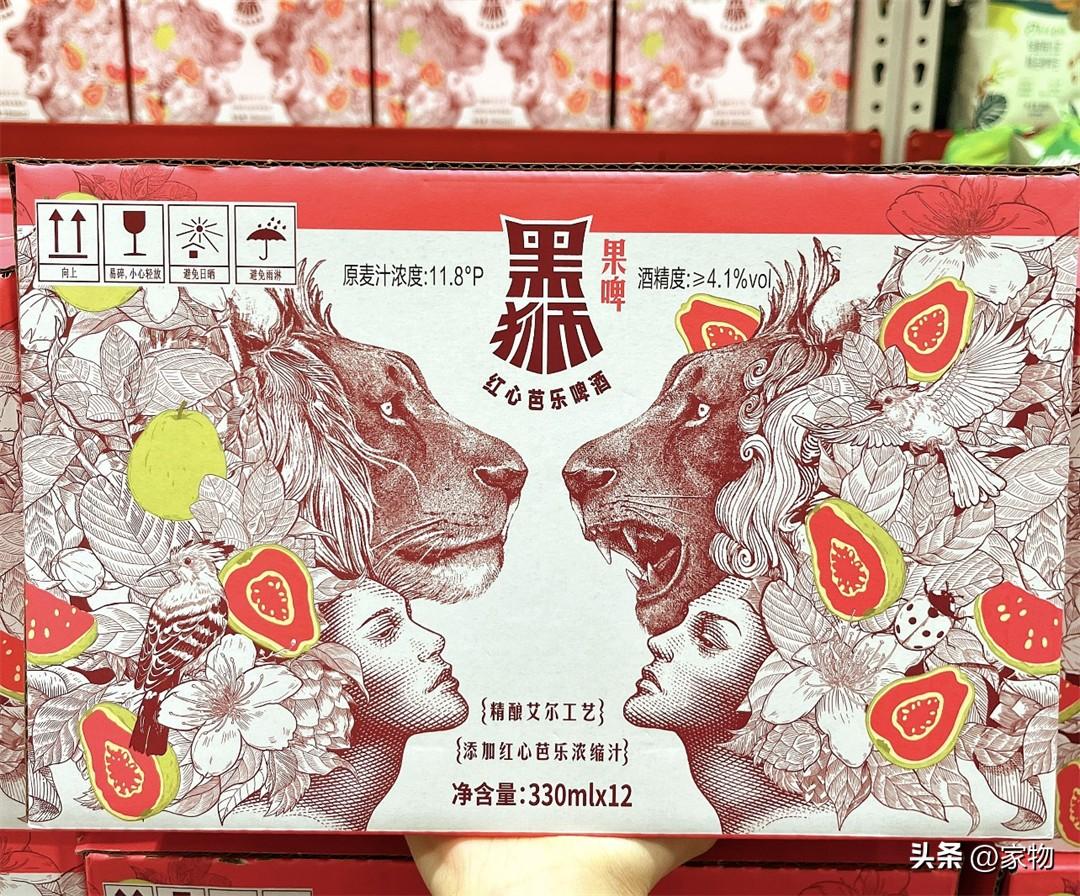 向上
易碎,小心轻放
避免日晒
避免雨淋
原麦汁浓度:11.8°P
黑狮
果啤
酒精度:≥4.1%vol
红心芭乐啤酒
{精酿艾尔工艺}
{添加红心芭乐浓缩汁}
净含量:330mlx12
头条 @家物